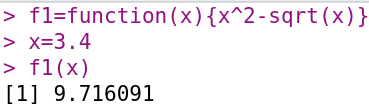 > f1=function(x){x^2-sqrt(x)}
> x=3.4
> f1(x)
[1] 9.716091